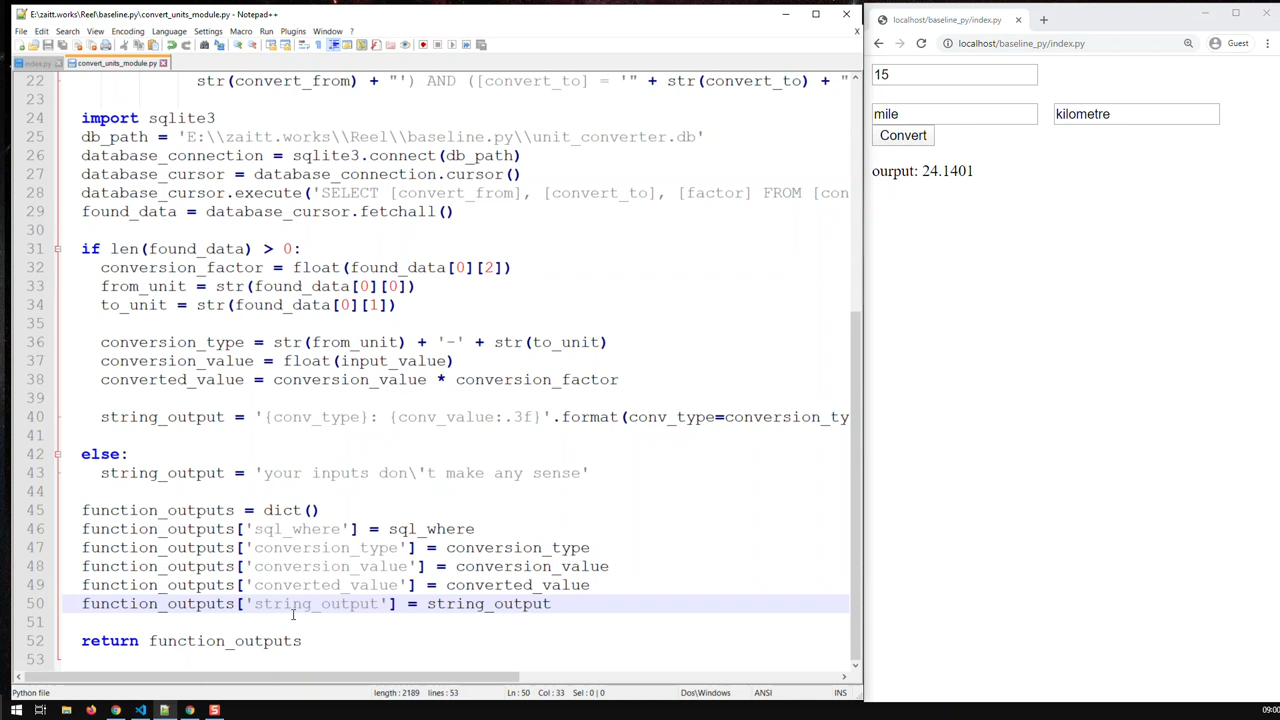 E:\zaitt.works\Reel\baseline.py\convert_units_module.py - Notepad++
File Edit Search View Encoding Language Settings Macro Run Plugins Window ?
X
index.py convert_units_module.py
22 str(convert_from) + "') AND ([convert_to] = '" + str(convert_to) + "
23
24 import sqlite3
25 db_path = 'E:\\zaitt.works\\Reel\\baseline.py\\unit_converter.db'
26 database_connection = sqlite3.connect(db_path)
27 database_cursor = database_connection.cursor()
28 database_cursor.execute('SELECT [convert_from], [convert_to], [factor] FROM [con
29 found_data = database_cursor.fetchall()
30
31 if len(found_data) > 0:
32 conversion_factor = float(found_data[0][2])
33 from_unit = str(found_data[0][0])
34 to_unit = str(found_data[0][1])
35
36 conversion_type = str(from_unit) + '-' + str(to_unit)
37 conversion_value = float(input_value)
38 converted_value = conversion_value * conversion_factor
39
40 string_output = '{conv_type}: {conv_value:.3f}'.format(conv_type=conversion_ty
41
42 else:
43 string_output = 'your inputs don\'t make any sense'
44
45 function_outputs = dict()
46 function_outputs['sql_where'] = sql_where
47 function_outputs['conversion_type'] = conversion_type
48 function_outputs['conversion_value'] = conversion_value
49 function_outputs['converted_value'] = converted_value
50 function_outputs['string_output'] = string_output
51
52 return function_outputs
53
Python file length : 2189 lines : 53 Ln : 50 Col : 33 Sel : 0 | 0 Dos\Windows ANSI INS
localhost/baseline_py/index.py
localhost/baseline_py/index.py Guest
15
mile kilometre
Convert
ourput: 24.1401
09:00